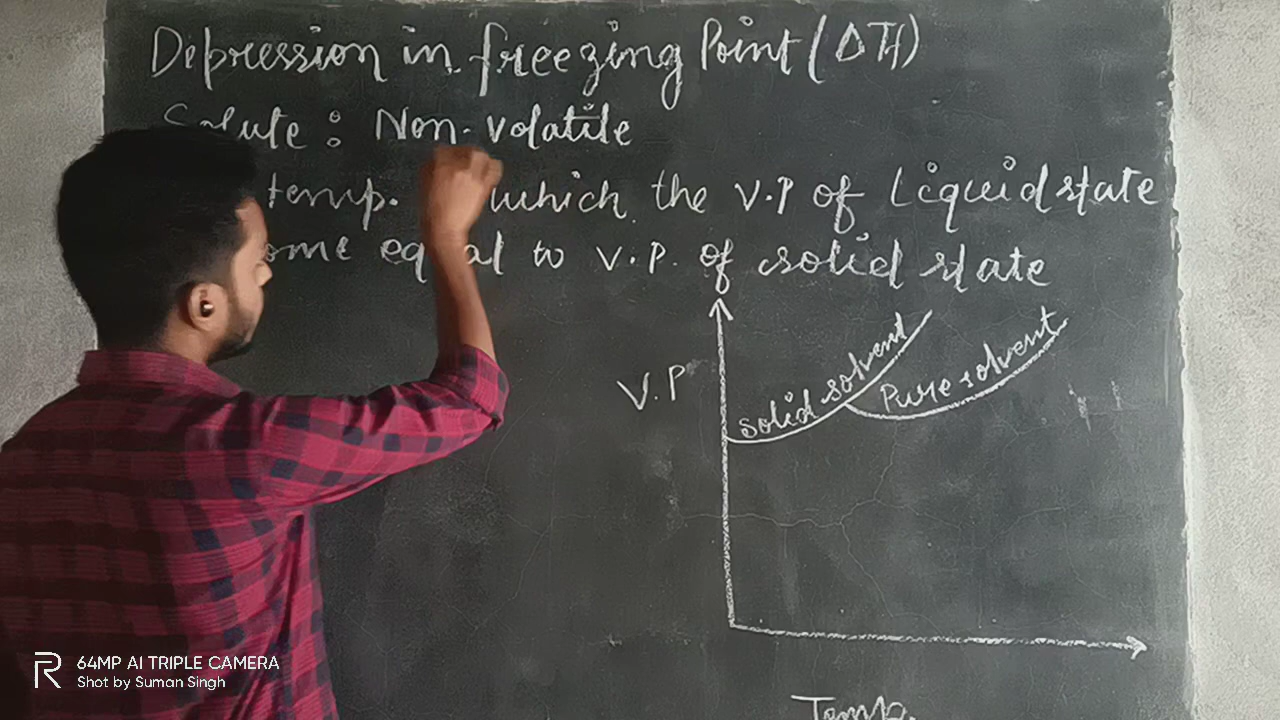 Depression in freezing Point (ΔTf)
Solute : Non-volatile
temp. which the V.P of Liquid state
equal to V.P. of solid state
V.P
solid solvent
Pure solvent
Temp.
R 64MP AI TRIPLE CAMERA
Shot by Suman Singh